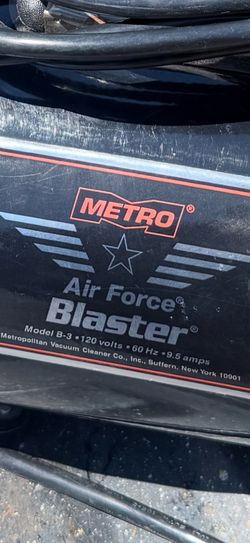 METRO®
Air Force®
Blaster®
Model B-3 • 120 volts • 60 Hz • 9.5 amps
Metropolitan Vacuum Cleaner Co., Inc., Suffern, New York 10901